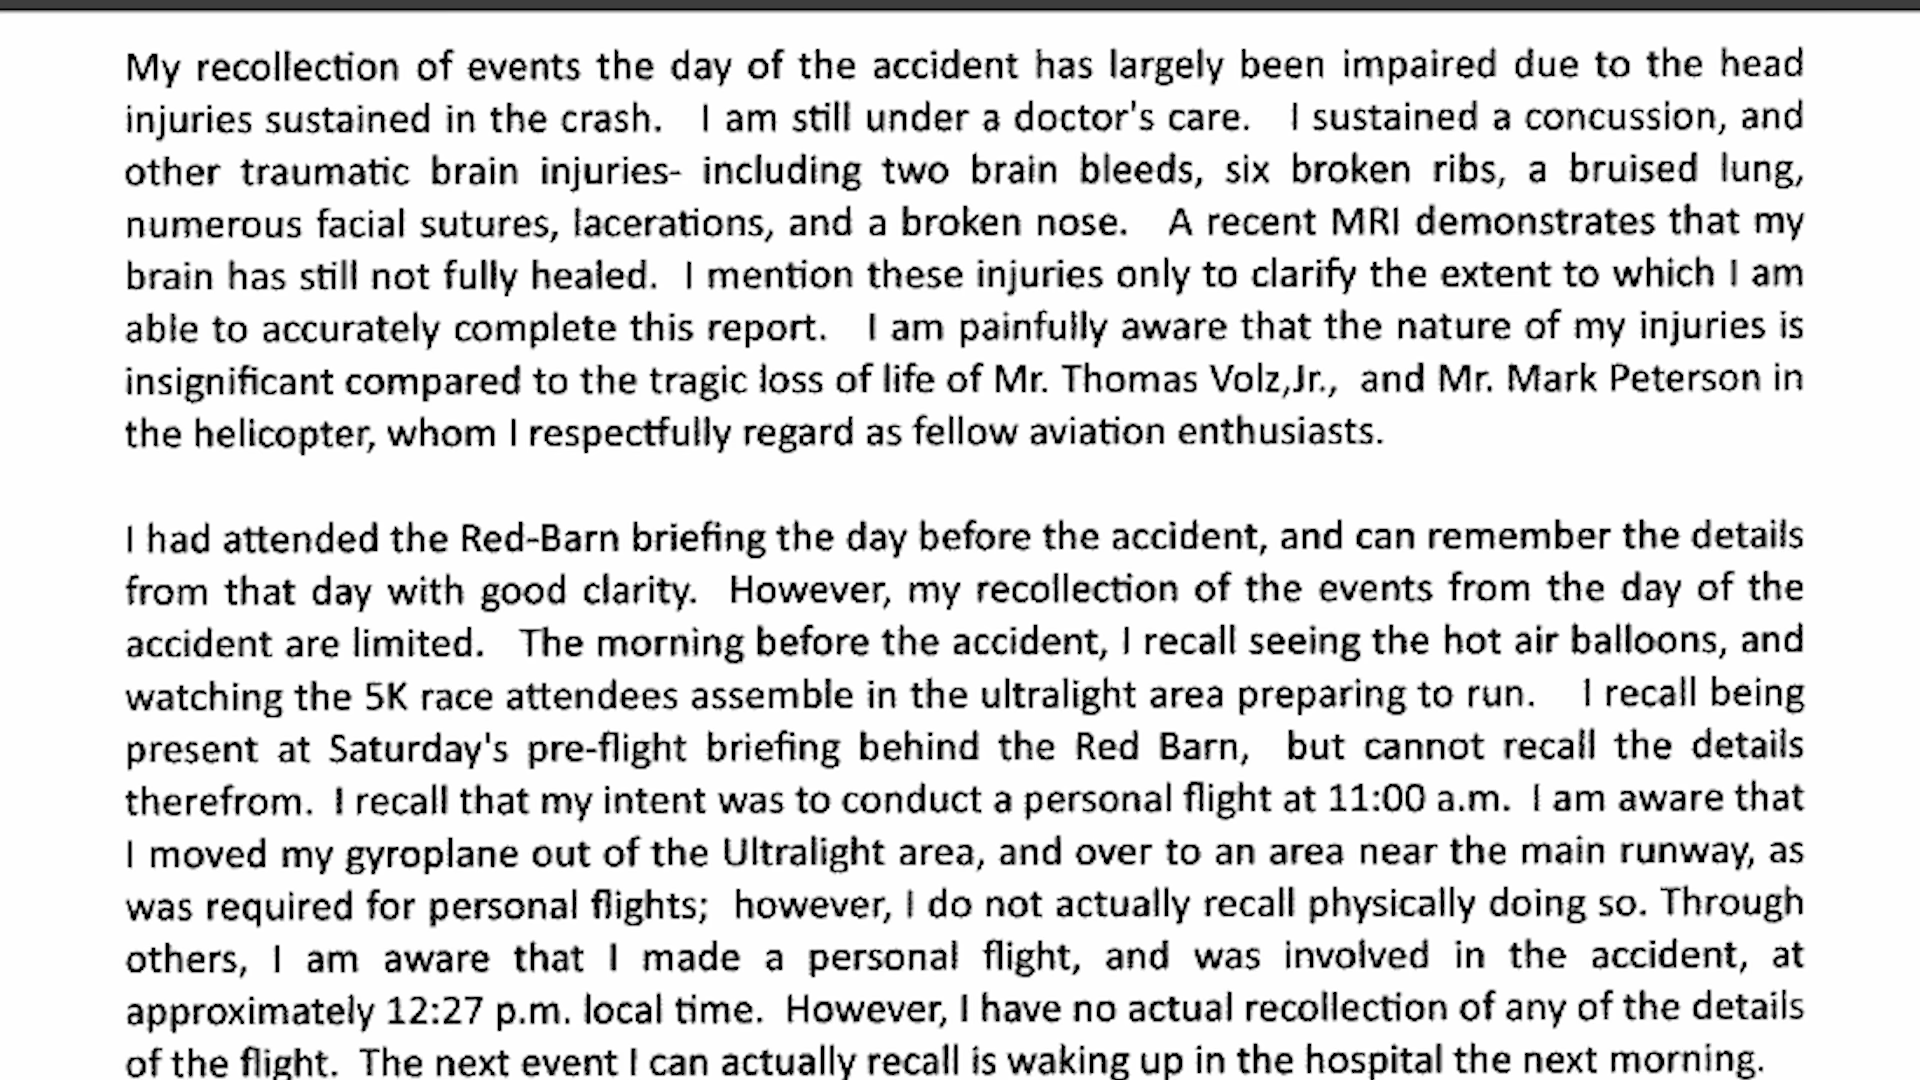 My recollection of events the day of the accident has largely been impaired due to the head
injuries sustained in the crash. I am still under a doctor's care. I sustained a concussion, and
other traumatic brain injuries- including two brain bleeds, six broken ribs, a bruised lung,
numerous facial sutures, lacerations, and a broken nose. A recent MRI demonstrates that my
brain has still not fully healed. I mention these injuries only to clarify the extent to which I am
able to accurately complete this report. I am painfully aware that the nature of my injuries is
insignificant compared to the tragic loss of life of Mr. Thomas Volz,Jr., and Mr. Mark Peterson in
the helicopter, whom I respectfully regard as fellow aviation enthusiasts.
I had attended the Red-Barn briefing the day before the accident, and can remember the details
from that day with good clarity. However, my recollection of the events from the day of the
accident are limited. The morning before the accident, I recall seeing the hot air balloons, and
watching the 5K race attendees assemble in the ultralight area preparing to run. I recall being
present at Saturday's pre-flight briefing behind the Red Barn, but cannot recall the details
therefrom. I recall that my intent was to conduct a personal flight at 11:00 a.m. I am aware that
I moved my gyroplane out of the Ultralight area, and over to an area near the main runway, as
was required for personal flights; however, I do not actually recall physically doing so. Through
others, I am aware that I made a personal flight, and was involved in the accident, at
approximately 12:27 p.m. local time. However, I have no actual recollection of any of the details
of the flight. The next event I can actually recall is waking up in the hospital the next morning.